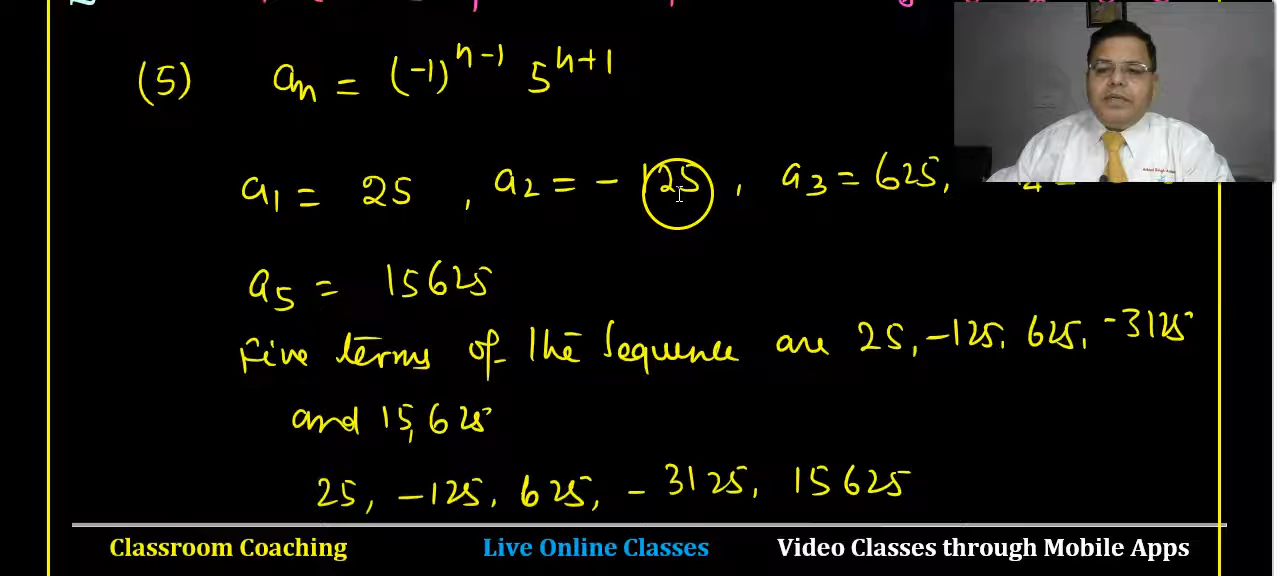 (5) aₙ = (-1)ⁿ⁻¹ 5ⁿ⁺¹
a₁ = 25 , a₂ = - 125 , a₃ = 625,
a₅ = 15625
Five terms of the Sequence are 25, -125, 625, -3125
and 15,625
25, -125, 625, - 3125, 15625
Classroom Coaching Live Online Classes Video Classes through Mobile Apps